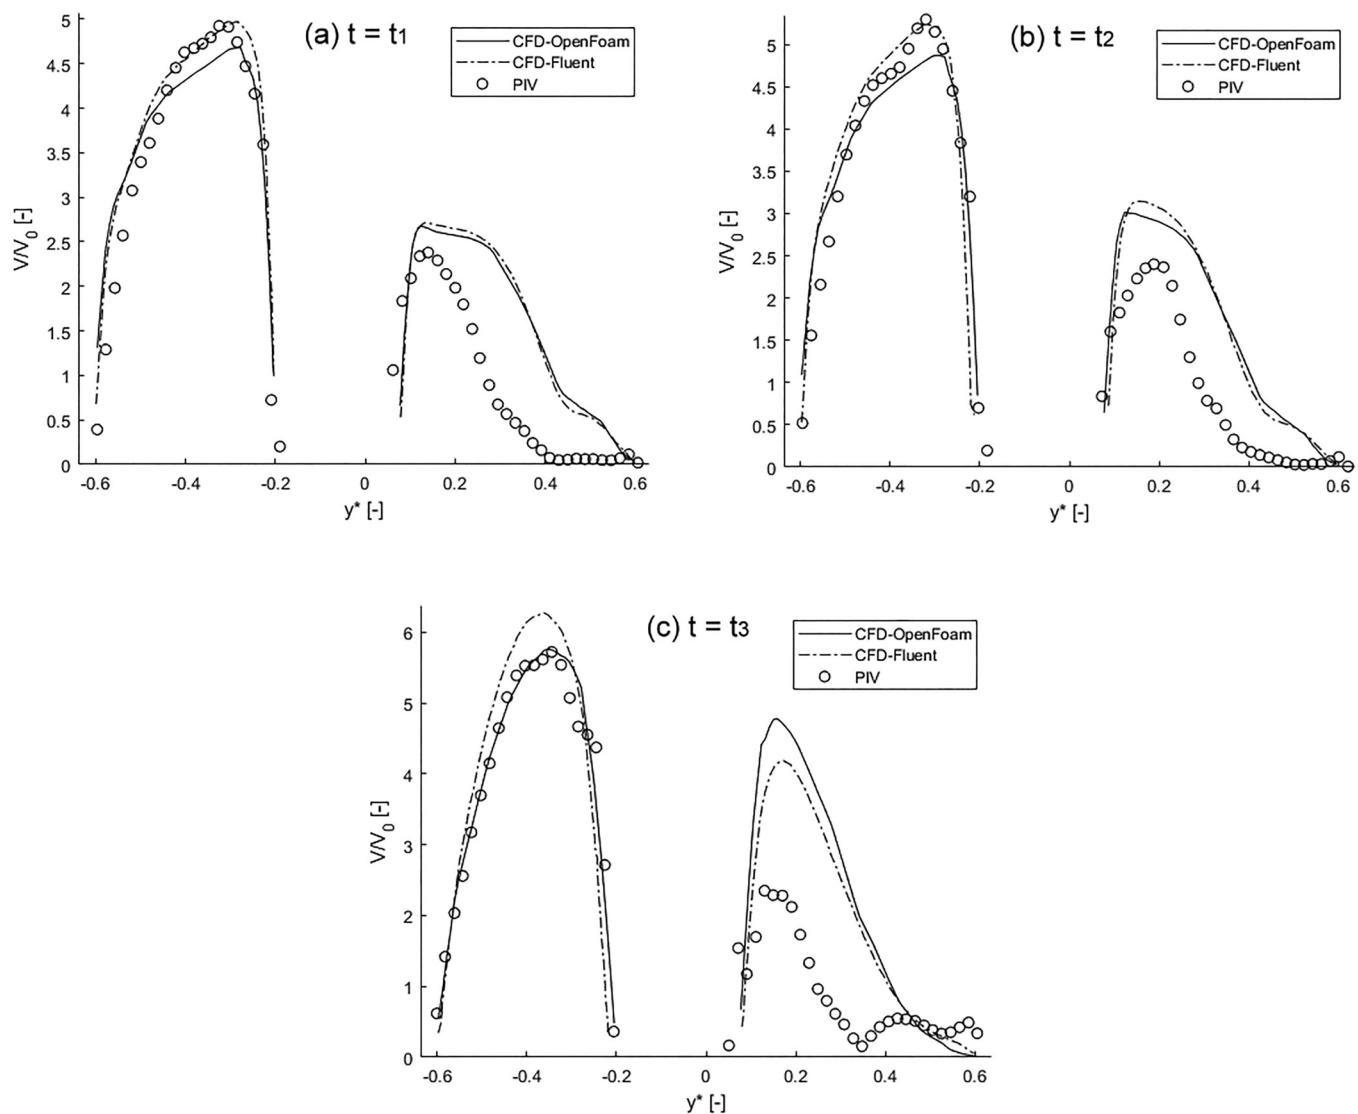 (a) t = t1
CFD-OpenFoam
CFD-Fluent
PIV
5
4.5
4
3.5
3
2.5
2
1.5
1
0.5
0
V/V0 [-]
-0.6 -0.4 -0.2 0 0.2 0.4 0.6
y* [-]
(b) t = t2
CFD-OpenFoam
CFD-Fluent
PIV
5
4.5
4
3.5
3
2.5
2
1.5
1
0.5
0
V/V0 [-]
-0.6 -0.4 -0.2 0 0.2 0.4 0.6
y* [-]
(c) t = t3
CFD-OpenFoam
CFD-Fluent
PIV
6
5
4
3
2
1
0
V/V0 [-]
-0.6 -0.4 -0.2 0 0.2 0.4 0.6
y* [-]